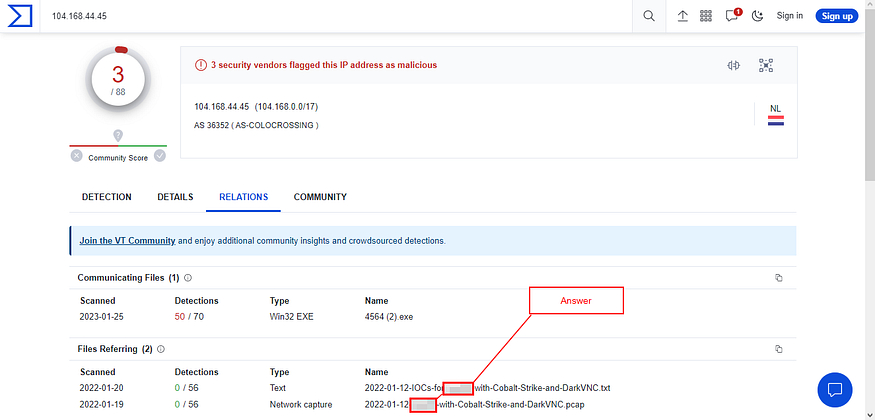 104.168.44.45
1
Sign in
Sign up
3
/ 88
3 security vendors flagged this IP address as malicious
104.168.44.45 (104.168.0.0/17)
AS 36352 ( AS-COLOCROSSING )
NL
?
Community Score
DETECTION DETAILS RELATIONS COMMUNITY
Join the VT Community and enjoy additional community insights and crowdsourced detections.
Communicating Files (1)
Scanned Detections Type Name
2023-01-25 50 / 70 Win32 EXE 4564 (2).exe
Answer
Files Referring (2)
Scanned Detections Type Name
2022-01-20 0 / 56 Text 2022-01-12-IOCs-for with-Cobalt-Strike-and-DarkVNC.txt
2022-01-19 0 / 56 Network capture 2022-01-12 -with-Cobalt-Strike-and-DarkVNC.pcap